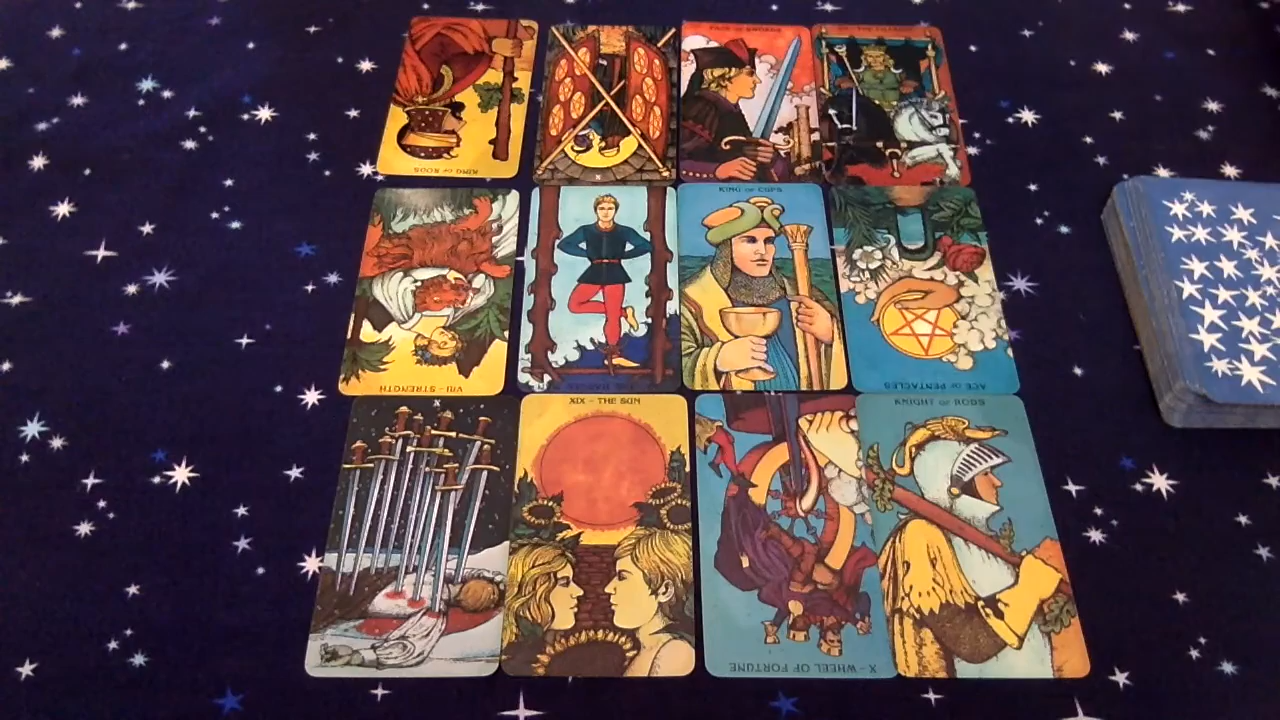 KING OF RODS
X
PAGE OF SWORDS
VIII - STRENGTH
KING OF CUPS
ACE OF PENTACLES
X
XIX - THE SUN
X - WHEEL OF FORTUNE
KNIGHT OF RODS